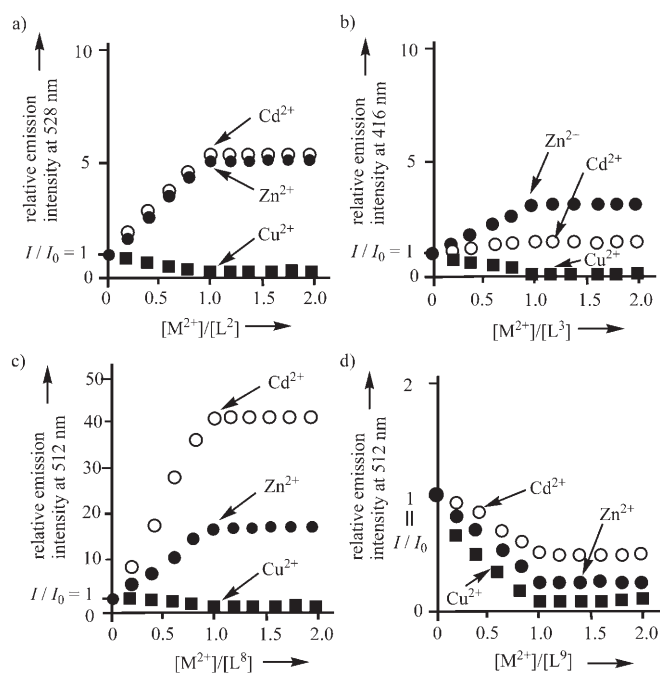 a)
10
5
I / I₀ = 1
0
relative emission
intensity at 528 nm
Cd²⁺
Zn²⁺
Cu²⁺
0 0.5 1.0 1.5 2.0
[M²⁺]/[L²]
b)
10
5
1
0
relative emission
intensity at 416 nm
Zn²⁻
Cd²⁺
Cu²⁺
0 0.5 1.0 1.5 2.0
[M²⁺]/[L³]
c)
50
40
30
20
10
I / I₀ = 1
0
relative emission
intensity at 512 nm
Cd²⁺
Zn²⁺
Cu²⁺
0 0.5 1.0 1.5 2.0
[M²⁺]/[L⁸]
d)
2
1
=
I / I₀
0
relative emission
intensity at 512 nm
Cd²⁺
Zn²⁺
Cu²⁺
0 0.5 1.0 1.5 2.0
[M²⁺]/[L⁹]